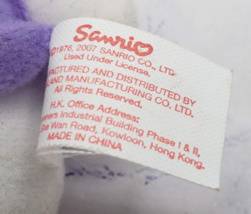 Sanrio
©1976, 2007 SANRIO CO., LTD.
Used Under License.
FACTURED AND DISTRIBUTED BY
AND MANUFACTURING CO., LTD.
All Rights Reserved.
H.K. Office Address:
Industrial Building Phase I & II,
Wan Road, Kowloon, Hong Kong.
MADE IN CHINA